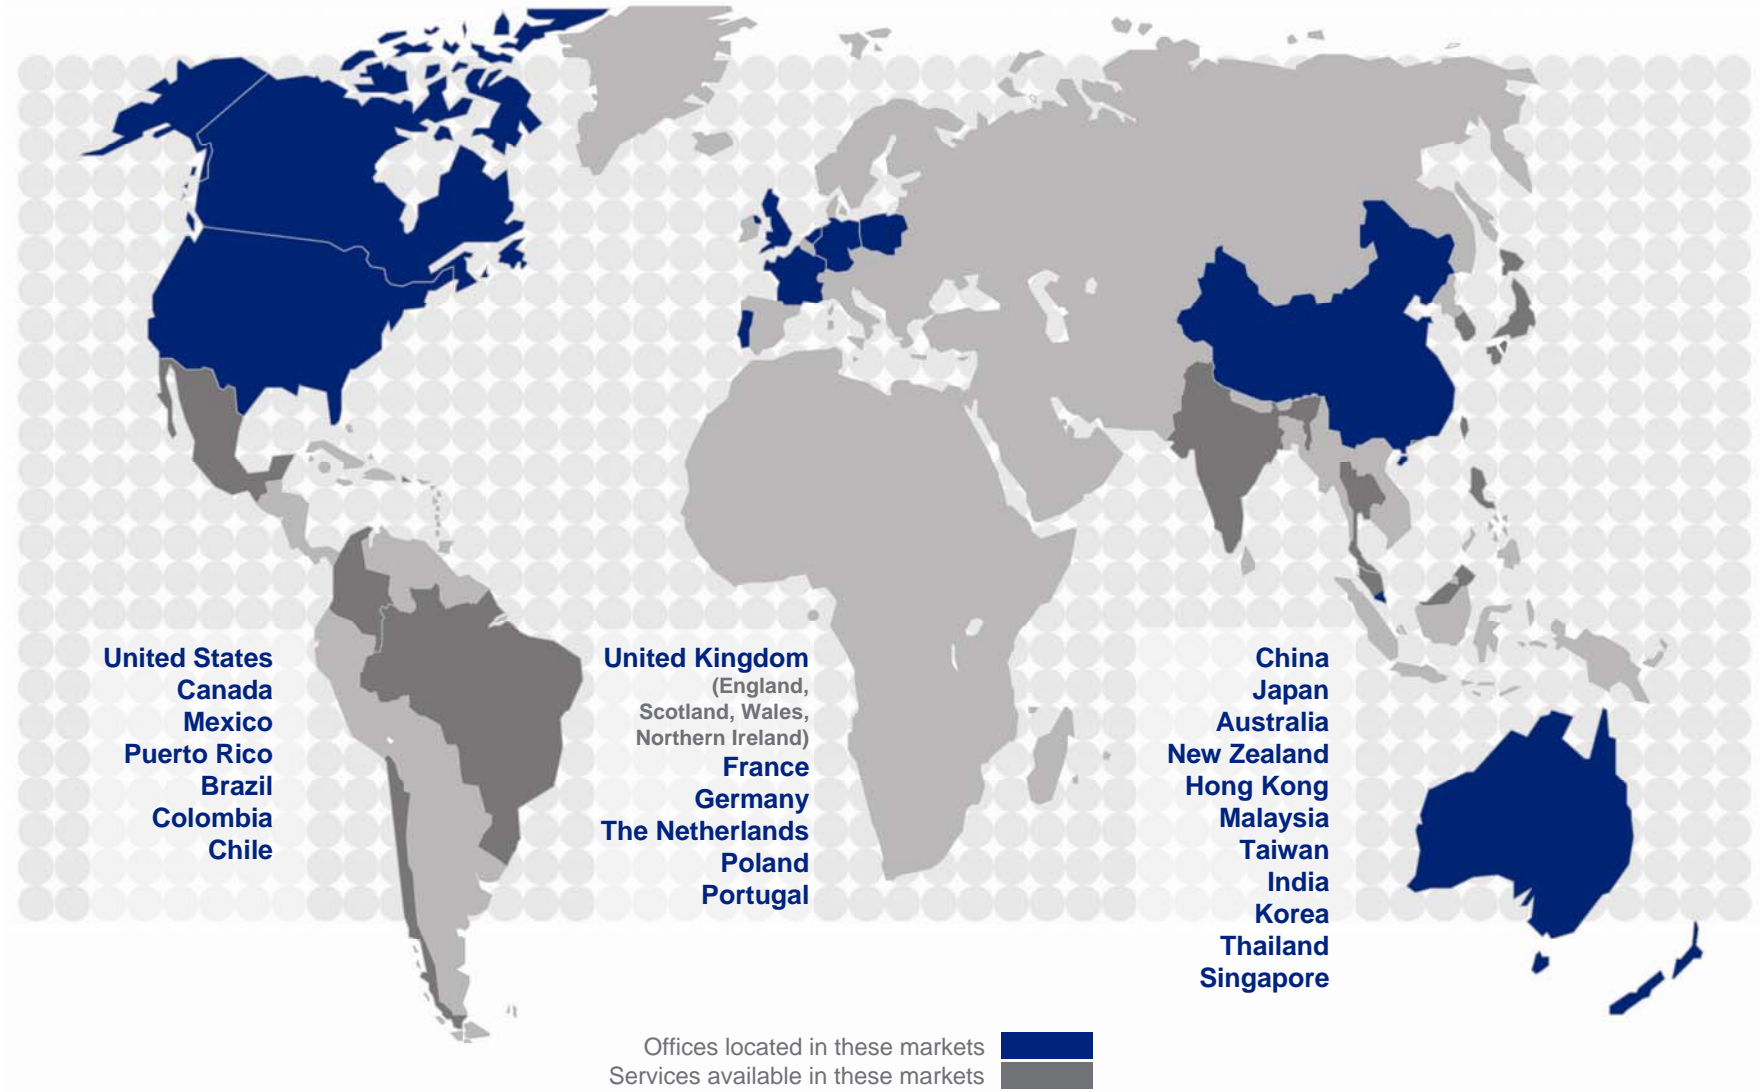 United States
Canada
Mexico
Puerto Rico
Brazil
Colombia
Chile
United Kingdom
(England,
Scotland, Wales,
Northern Ireland)
France
Germany
The Netherlands
Poland
Portugal
China
Japan
Australia
New Zealand
Hong Kong
Malaysia
Taiwan
India
Korea
Thailand
Singapore
Offices located in these markets
Services available in these markets